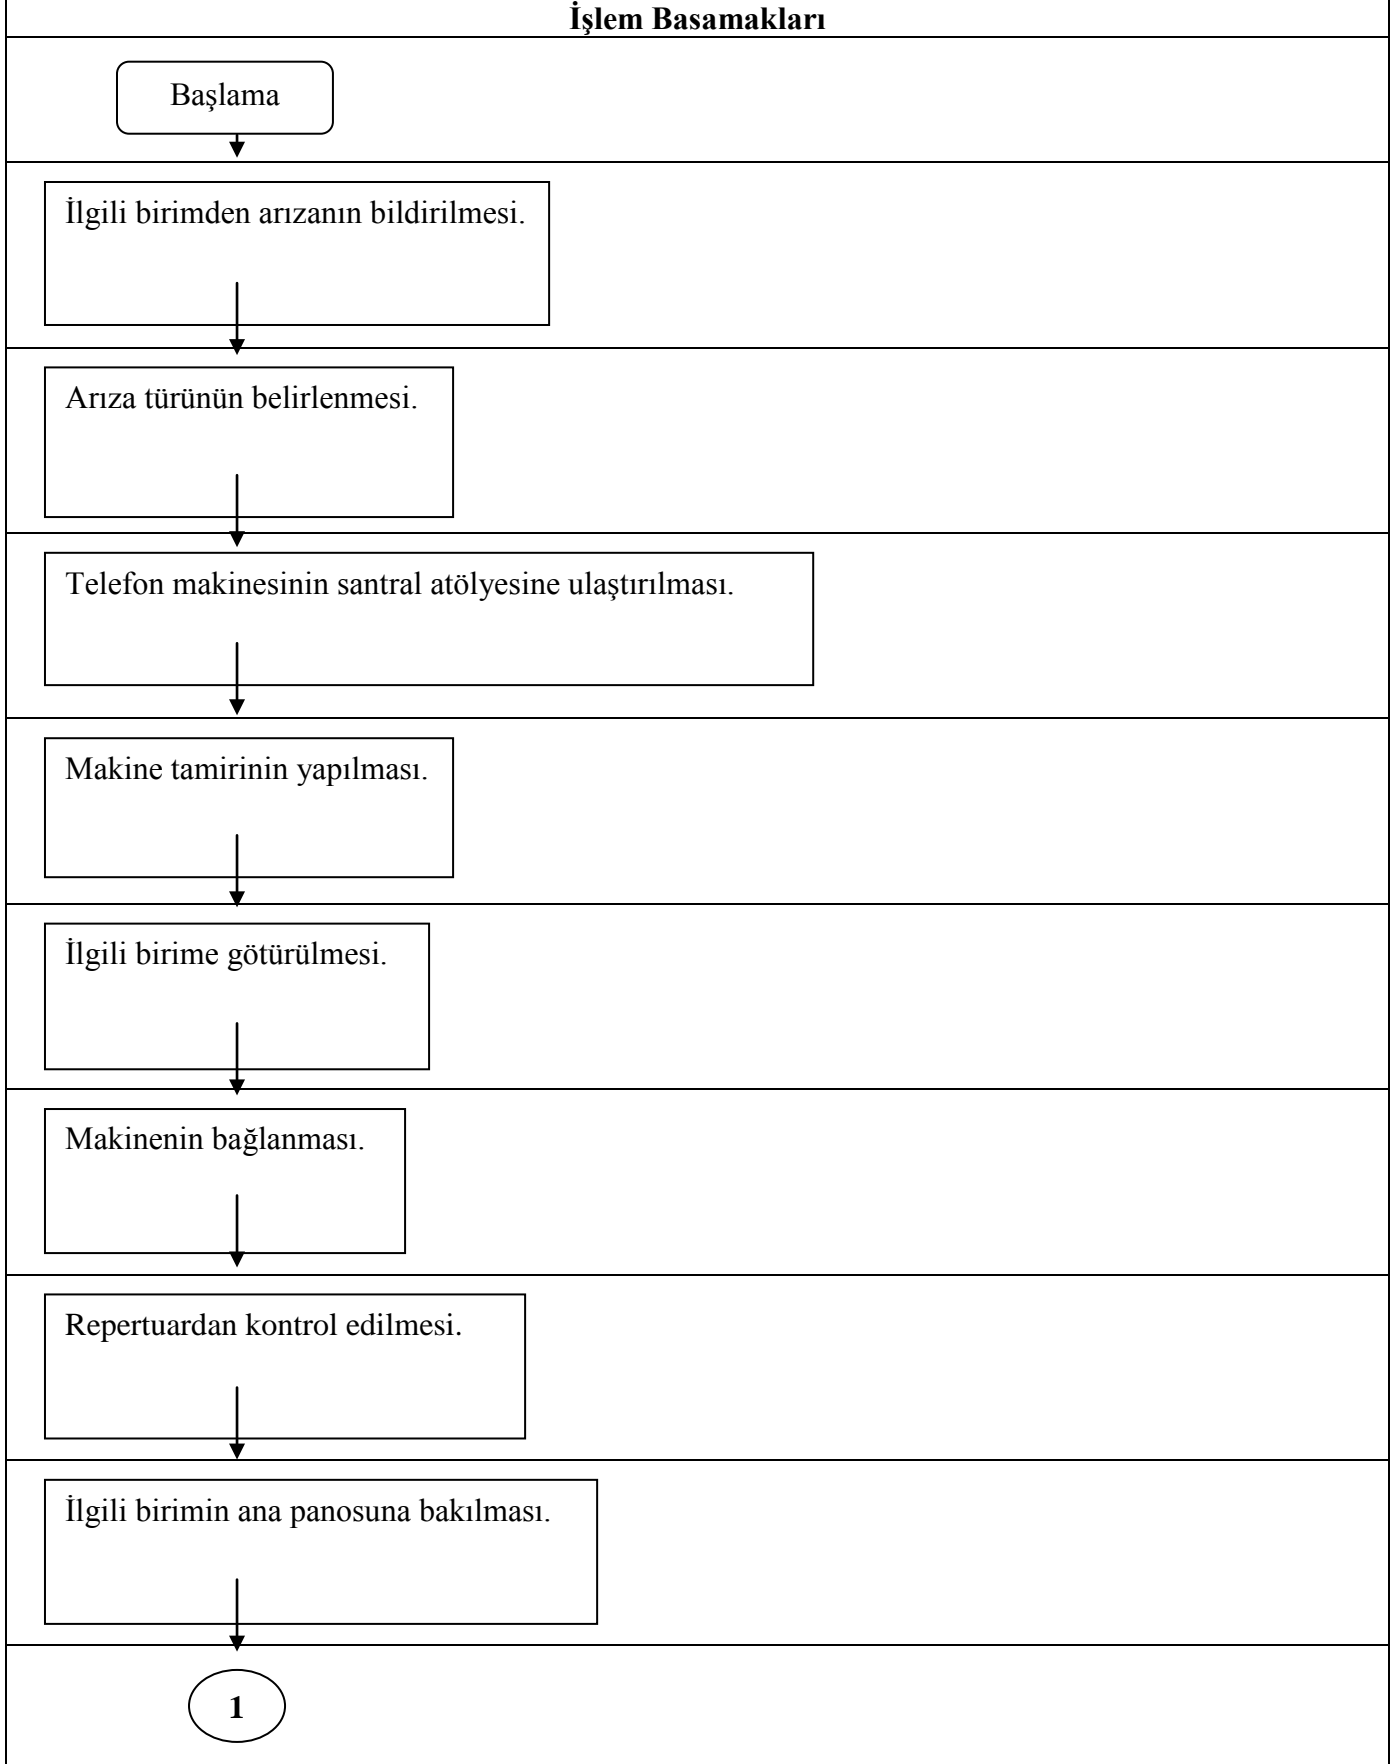 İşlem Basamakları
Başlama
İlgili birimden arızanın bildirilmesi.
Arıza türünün belirlenmesi.
Telefon makinesinin santral atölyesine ulaştırılması.
Makine tamirinin yapılması.
İlgili birime götürülmesi.
Makinenin bağlanması.
Repertuardan kontrol edilmesi.
İlgili birimin ana panosuna bakılması.
1